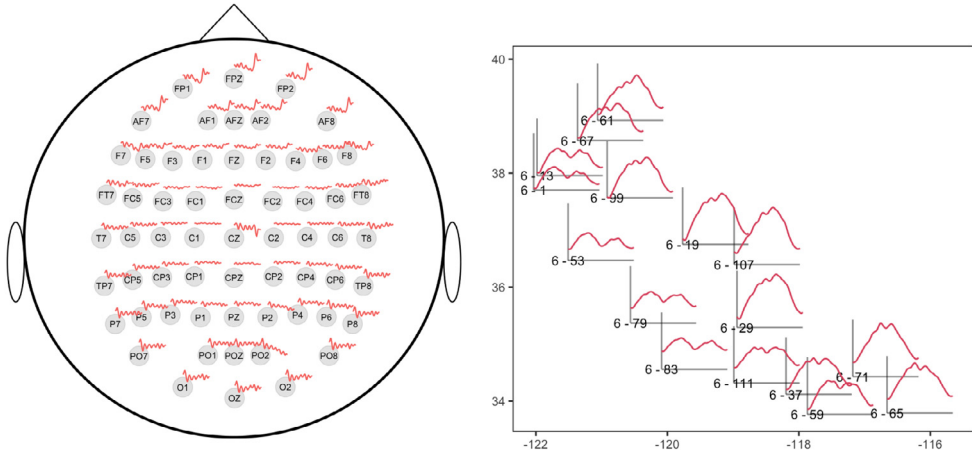 FPZ
FP1 FP2
AF7 AF1 AFZ AF2 AF8
F7 F5 F3 F1 FZ F2 F4 F6 F8
FT7 FC5 FC3 FC1 FCZ FC2 FC4 FC6 FT8
T7 C5 C3 C1 CZ C2 C4 C6 T8
TP7 CP5 CP3 CP1 CPZ CP2 CP4 CP6 TP8
P7 P5 P3 P1 PZ P2 P4 P6 P8
PO7 PO1 POZ PO2 PO8
O1 OZ O2
40
38
36
34
6 - 61
6 - 67
6 - 13
6 - 1
6 - 99
6 - 19
6 - 107
6 - 53
6 - 79
6 - 29
6 - 83
6 - 111
6 - 71
6 - 37
6 - 59
6 - 65
-122 -120 -118 -116